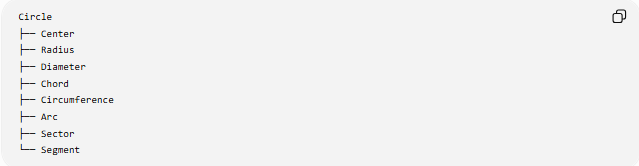 Circle
├── Center
├── Radius
├── Diameter
├── Chord
├── Circumference
├── Arc
├── Sector
└── Segment